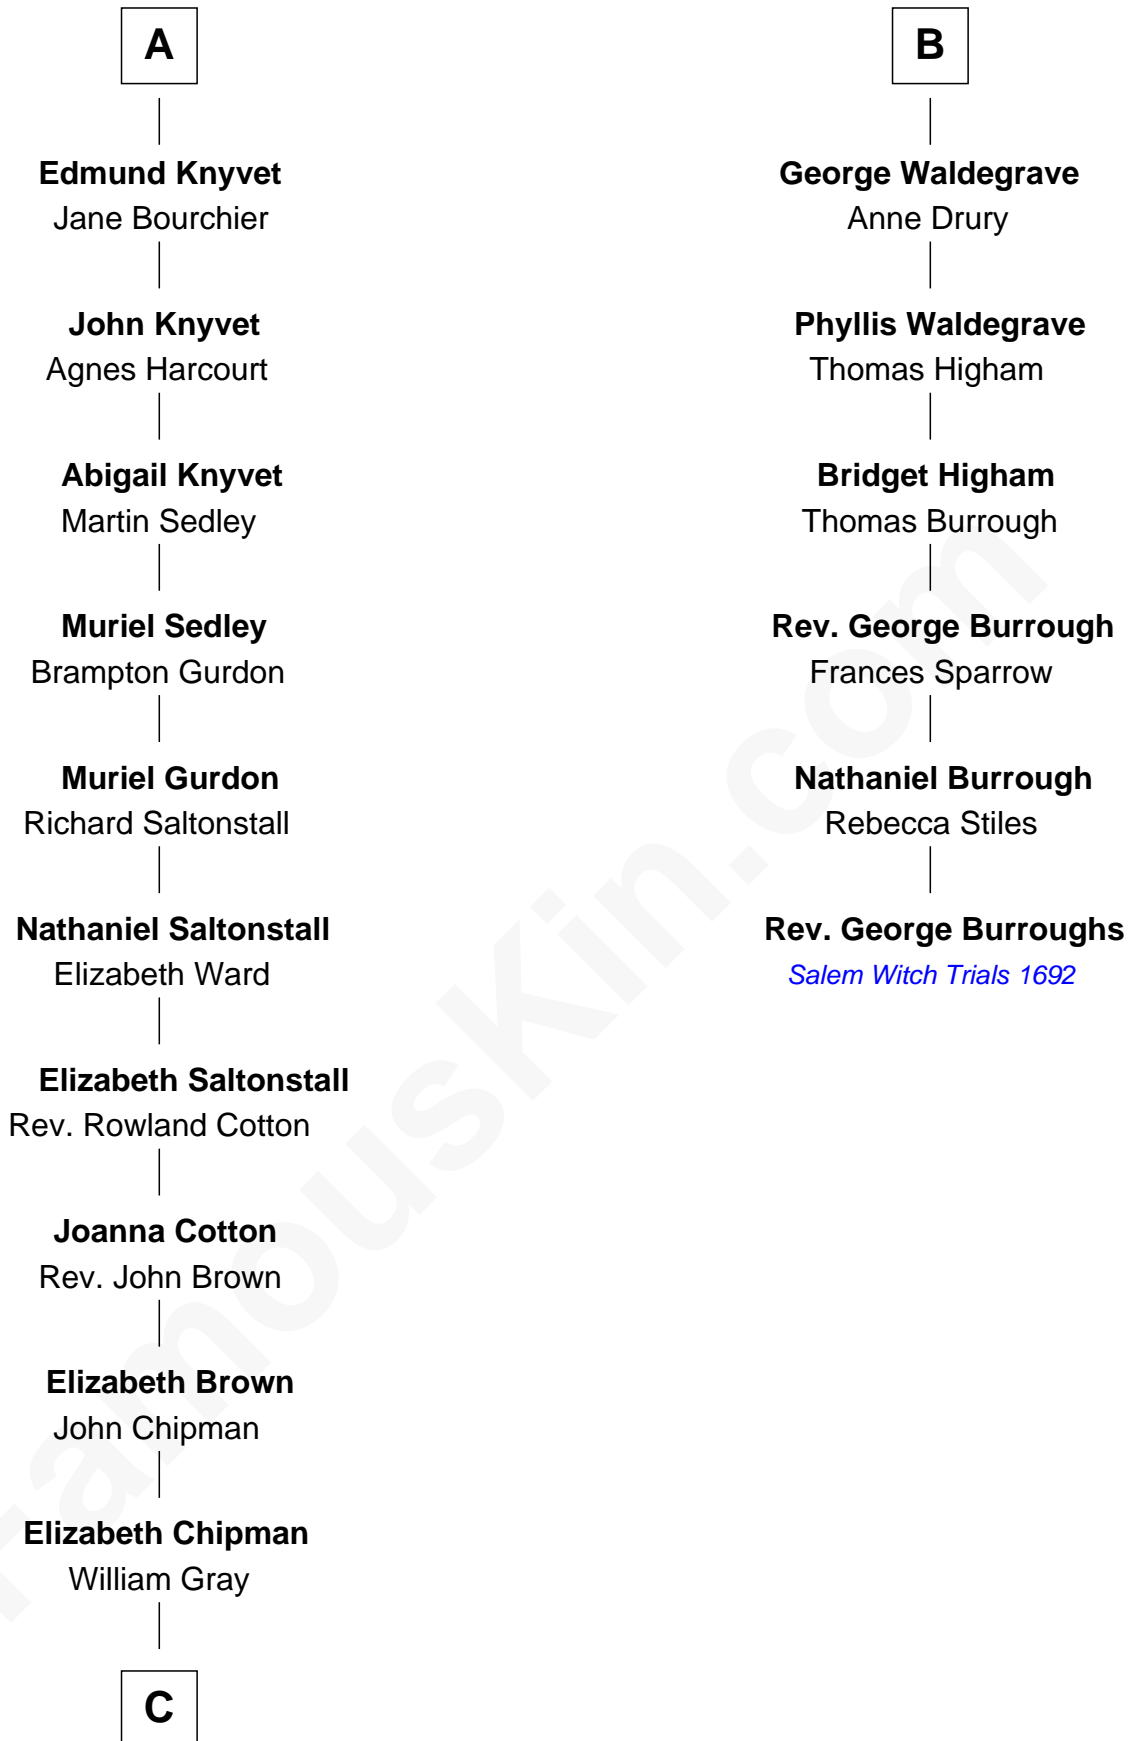 A
Edmund Knyvet
Jane Bourchier
John Knyvet
Agnes Harcourt
Abigail Knyvet
Martin Sedley
Muriel Sedley
Brampton Gurdon
Muriel Gurdon
Richard Saltonstall
Nathaniel Saltonstall
Elizabeth Ward
Elizabeth Saltonstall
Rev. Rowland Cotton
Joanna Cotton
Rev. John Brown
Elizabeth Brown
John Chipman
Elizabeth Chipman
William Gray
C
B
George Waldegrave
Anne Drury
Phyllis Waldegrave
Thomas Higham
Bridget Higham
Thomas Burrough
Rev. George Burrough
Frances Sparrow
Nathaniel Burrough
Rebecca Stiles
Rev. George Burroughs
Salem Witch Trials 1692
FamousKin.com